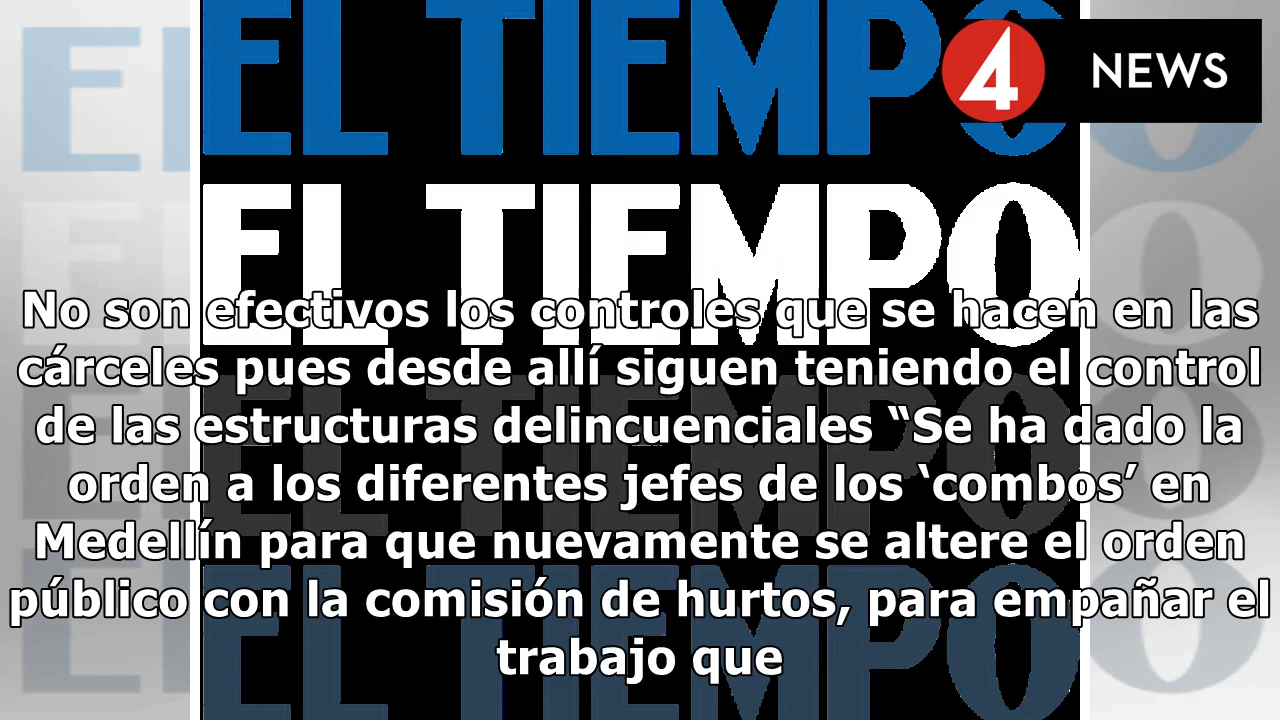 EL TIEMPO
4 NEWS
EL TIEMPO
No son efectivos los controles que se hacen en las
cárceles pues desde allí siguen teniendo el control
de las estructuras delincuenciales “Se ha dado la
orden a los diferentes jefes de los ‘combos’ en
Medellín para que nuevamente se altere el orden
público con la comisión de hurtos, para empañar el
trabajo que
EL TIEMPO
EL TIEMPO